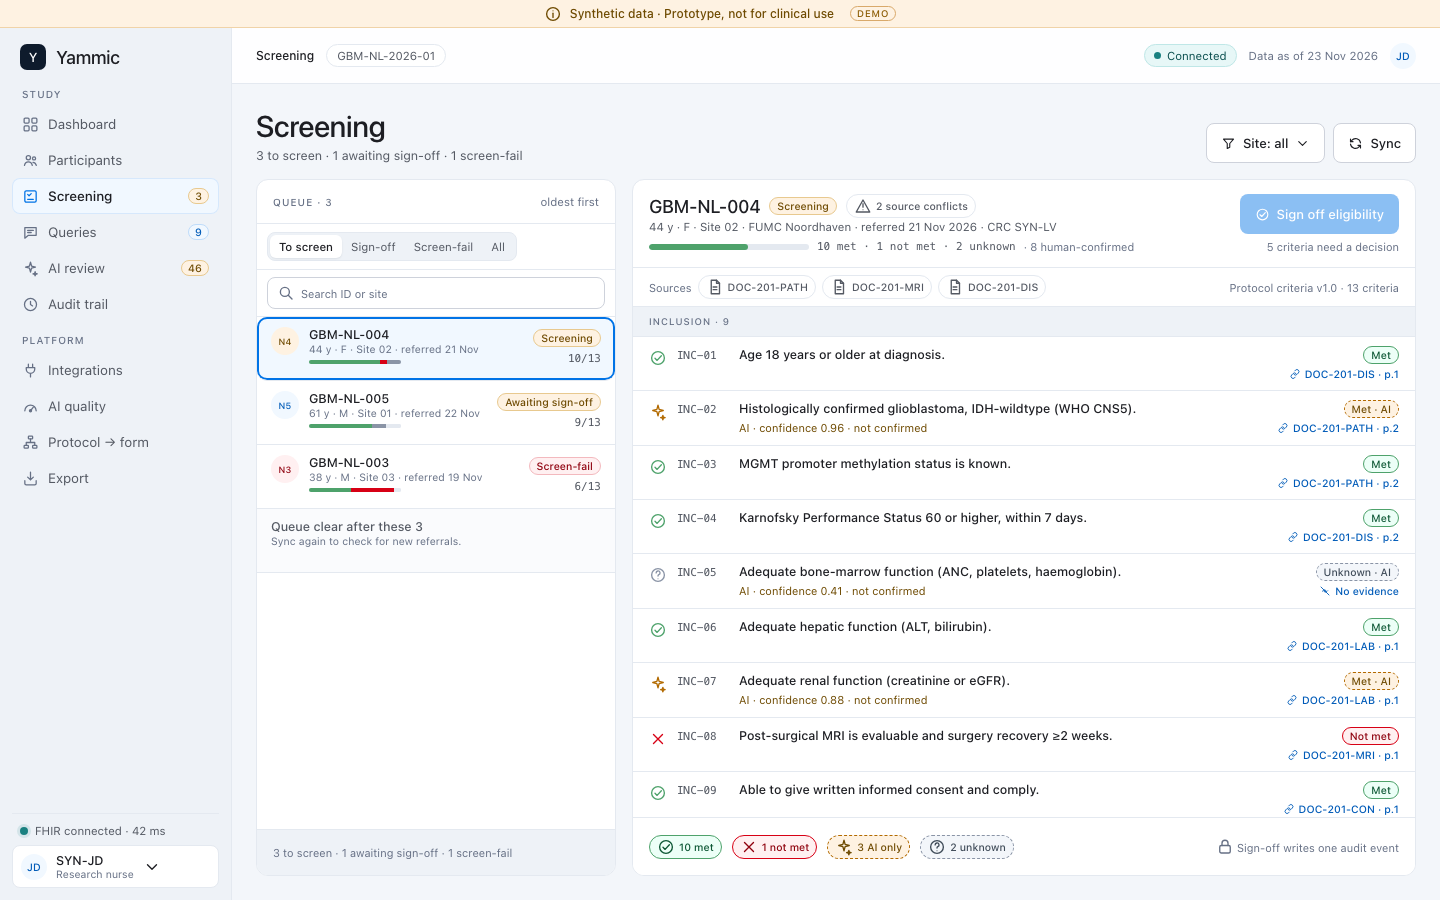 Synthetic data · Prototype, not for clinical use DEMO
Y Yammic
STUDY
Dashboard
Participants
Screening 3
Queries 9
AI review 46
Audit trail
PLATFORM
Integrations
AI quality
Protocol → form
Export
FHIR connected · 42 ms
JD SYN-JD
Research nurse
Screening GBM-NL-2026-01
Connected Data as of 23 Nov 2026 JD
Screening
3 to screen · 1 awaiting sign-off · 1 screen-fail
Site: all Sync
QUEUE · 3 oldest first
To screen Sign-off Screen-fail All
Search ID or site
N4 GBM-NL-004 Screening
44 y · F · Site 02 · referred 21 Nov
10/13
N5 GBM-NL-005 Awaiting sign-off
61 y · M · Site 01 · referred 22 Nov
9/13
N3 GBM-NL-003 Screen-fail
38 y · M · Site 03 · referred 19 Nov
6/13
Queue clear after these 3
Sync again to check for new referrals.
3 to screen · 1 awaiting sign-off · 1 screen-fail
GBM-NL-004 Screening 2 source conflicts
44 y · F · Site 02 · FUMC Noordhaven · referred 21 Nov 2026 · CRC SYN-LV
10 met · 1 not met · 2 unknown · 8 human-confirmed
Sign off eligibility
5 criteria need a decision
Sources DOC-201-PATH DOC-201-MRI DOC-201-DIS Protocol criteria v1.0 · 13 criteria
INCLUSION · 9
INC-01 Age 18 years or older at diagnosis. Met
DOC-201-DIS · p.1
INC-02 Histologically confirmed glioblastoma, IDH-wildtype (WHO CNS5). Met · AI
AI · confidence 0.96 · not confirmed DOC-201-PATH · p.2
INC-03 MGMT promoter methylation status is known. Met
DOC-201-PATH · p.2
INC-04 Karnofsky Performance Status 60 or higher, within 7 days. Met
DOC-201-DIS · p.2
INC-05 Adequate bone-marrow function (ANC, platelets, haemoglobin). Unknown · AI
AI · confidence 0.41 · not confirmed No evidence
INC-06 Adequate hepatic function (ALT, bilirubin). Met
DOC-201-LAB · p.1
INC-07 Adequate renal function (creatinine or eGFR). Met · AI
AI · confidence 0.88 · not confirmed DOC-201-LAB · p.1
INC-08 Post-surgical MRI is evaluable and surgery recovery ≥2 weeks. Not met
DOC-201-MRI · p.1
INC-09 Able to give written informed consent and comply. Met
DOC-201-CON · p.1
10 met 1 not met 3 AI only 2 unknown Sign-off writes one audit event